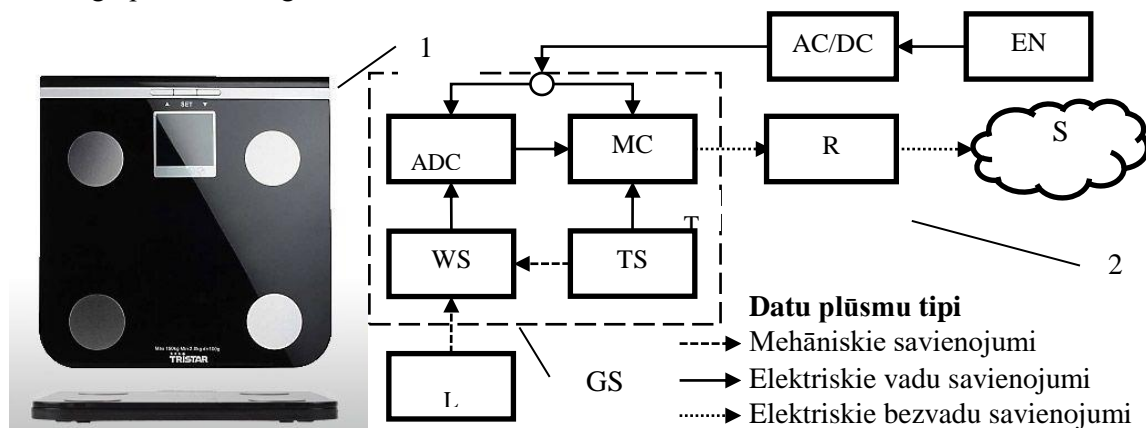 1
AC/DC
EN
SET
ADC
MC
R
S
T
WS
TS
2
Datu plūsmu tipi
Mehāniskie savienojumi
L
GS
Elektriskie vadu savienojumi
Elektriskie bezvadu savienojumi
TRISTAR